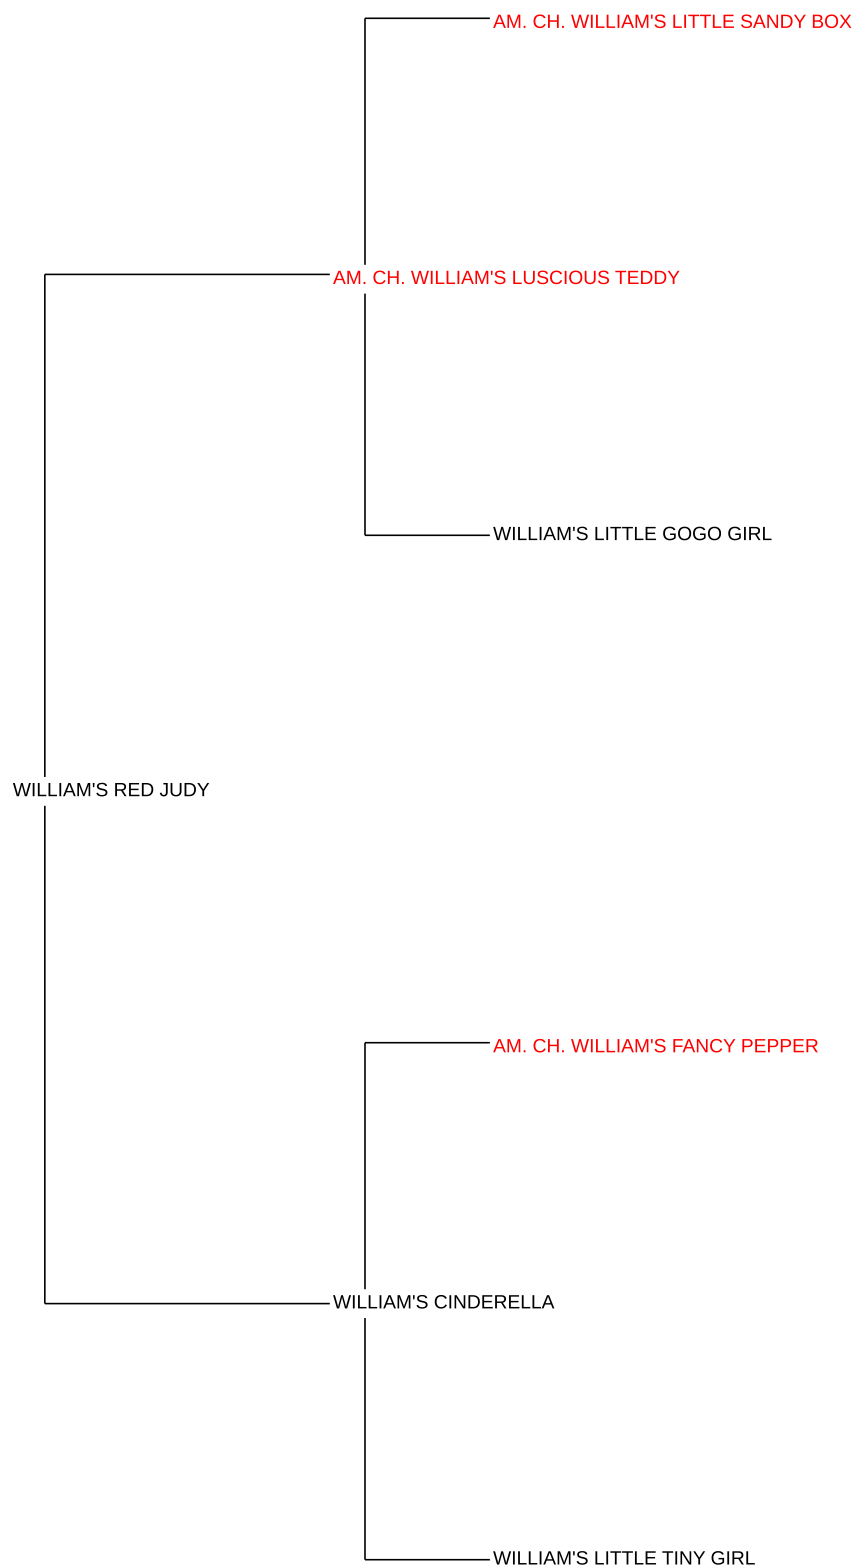 AM. CH. WILLIAM'S LITTLE SANDY BOX
AM. CH. WILLIAM'S LUSCIOUS TEDDY
WILLIAM'S LITTLE GOGO GIRL
WILLIAM'S RED JUDY
AM. CH. WILLIAM'S FANCY PEPPER
WILLIAM'S CINDERELLA
WILLIAM'S LITTLE TINY GIRL